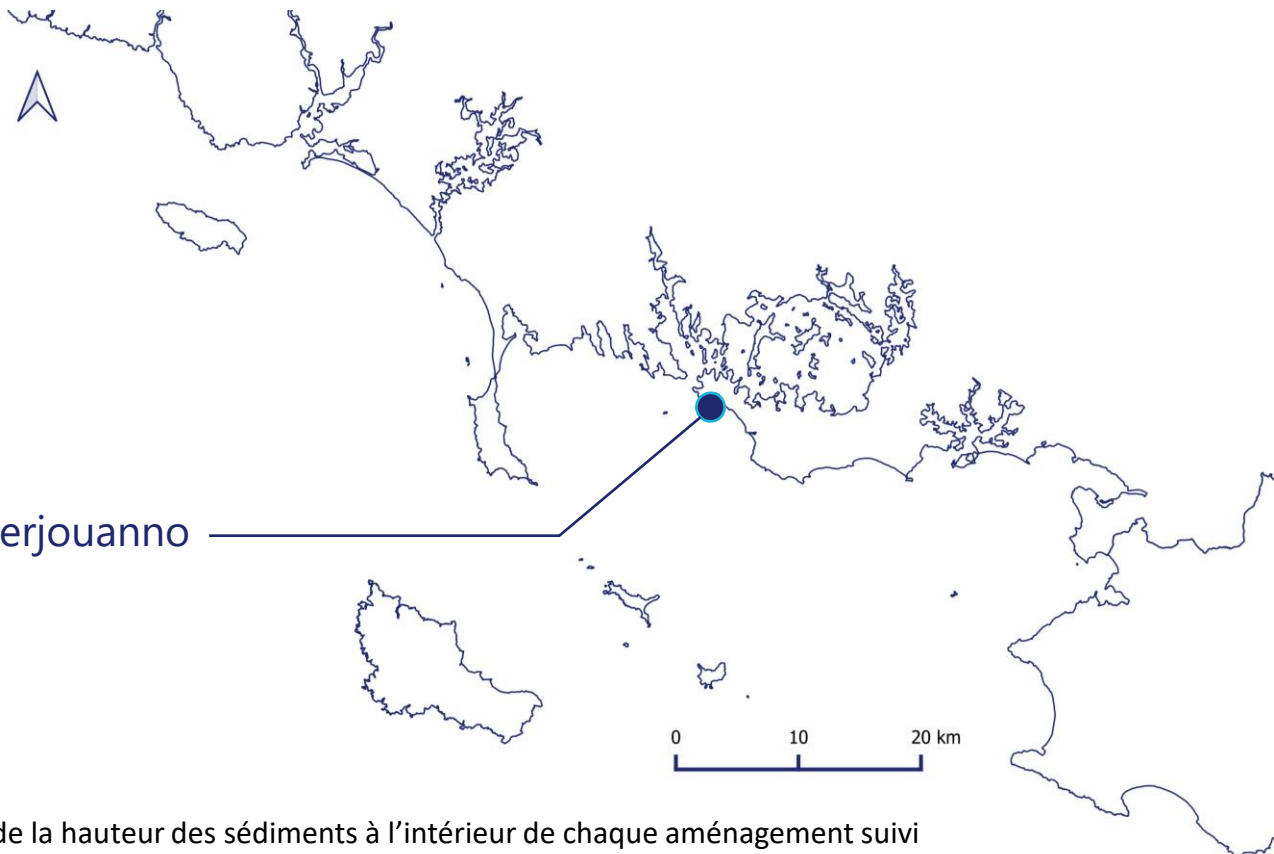 erjouanno
0 10 20 km
de la hauteur des sédiments à l’intérieur de chaque aménagement suivi